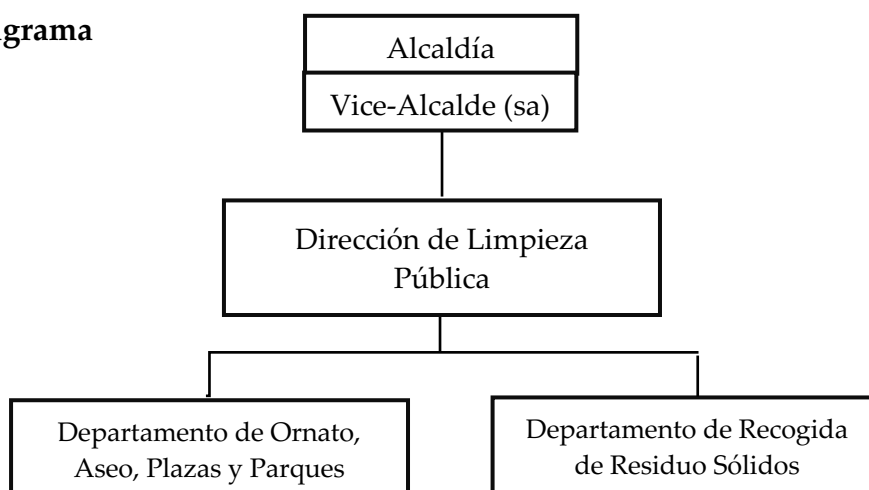 Alcaldía
Vice-Alcalde (sa)
Dirección de Limpieza
Pública
Departamento de Ornato,
Aseo, Plazas y Parques
Departamento de Recogida
de Residuo Sólidos